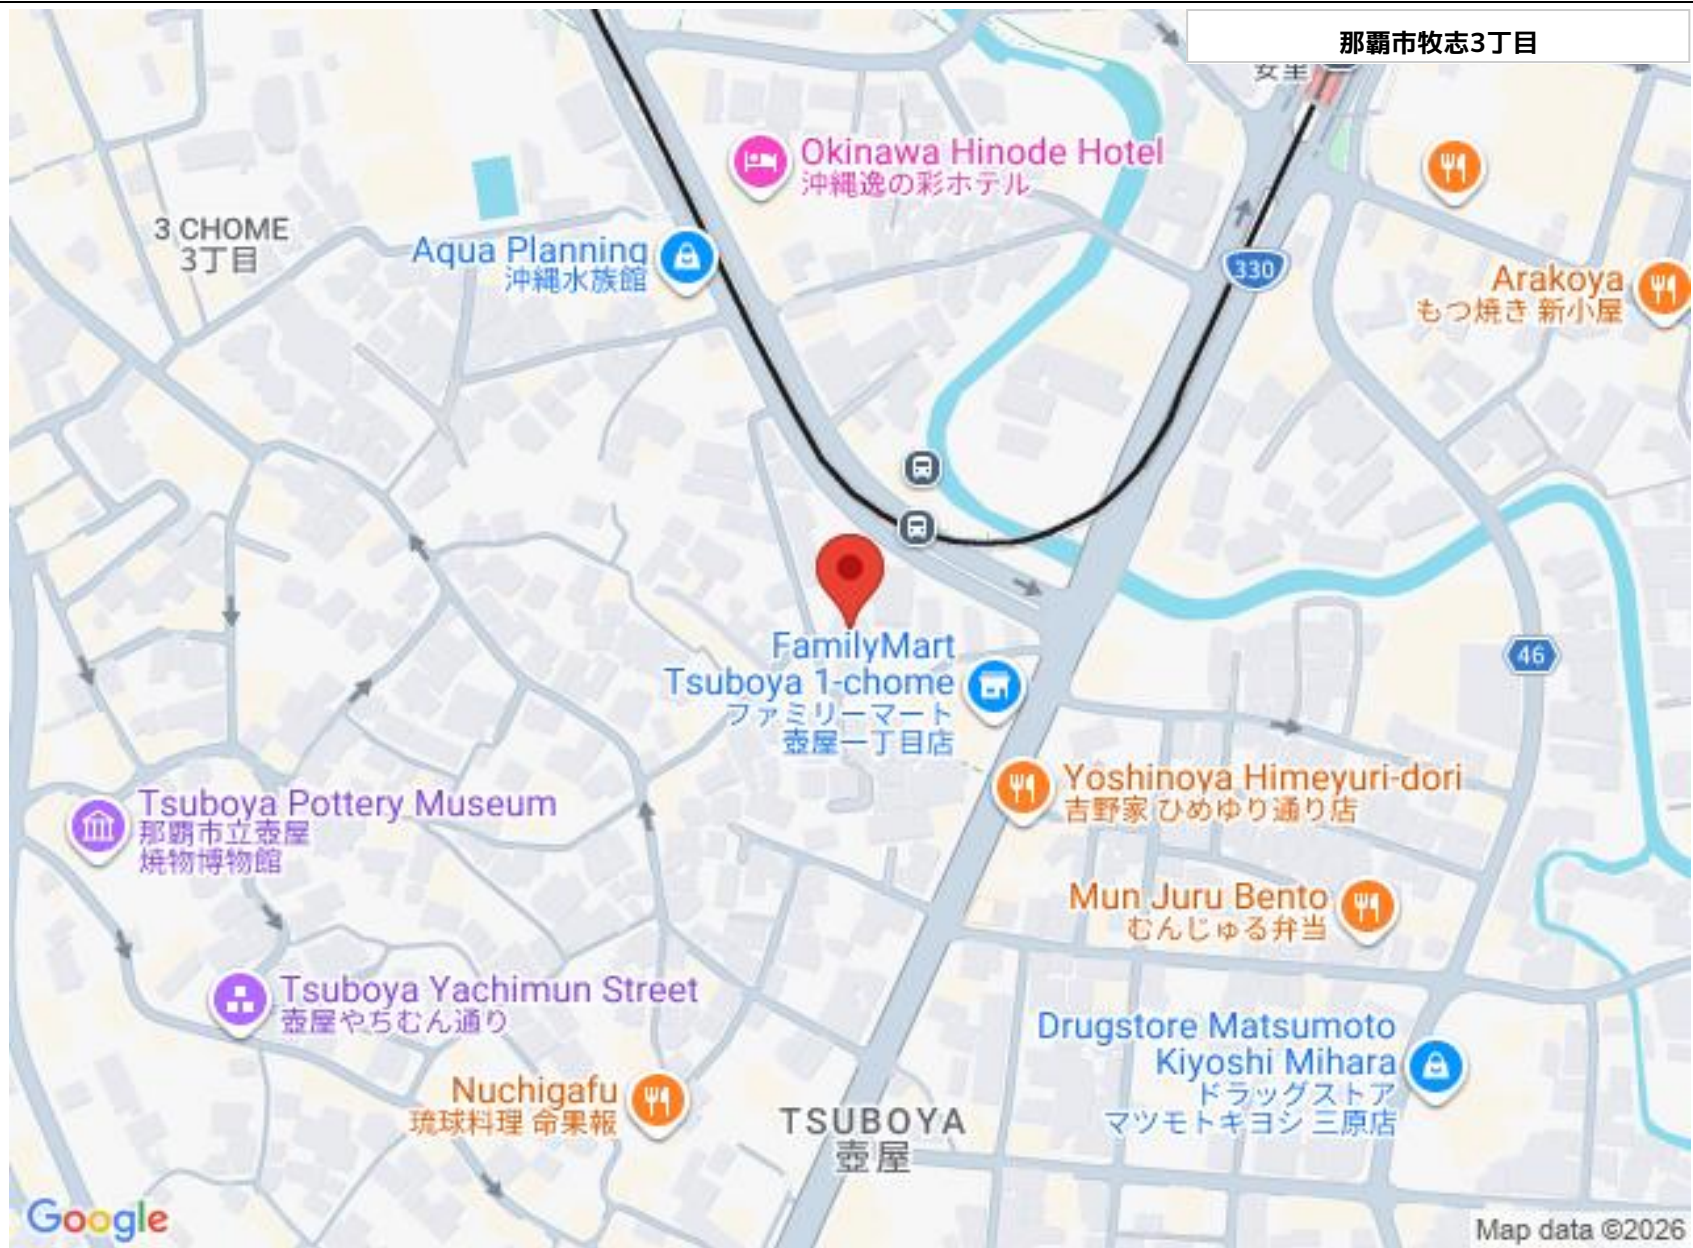 那覇市牧志3丁目
安里
Okinawa Hinode Hotel
沖縄逸の彩ホテル
3 CHOME
3丁目
Aqua Planning
沖縄水族館
330
Arakoya
もつ焼き 新小屋
FamilyMart
Tsuboya 1-chome
ファミリーマート
壺屋一丁目店
46
Yoshinoya Himeyuri-dori
吉野家 ひめゆり通り店
Tsuboya Pottery Museum
那覇市立壺屋
焼物博物館
Mun Juru Bento
むんじゅる弁当
Tsuboya Yachimun Street
壺屋やちむん通り
Drugstore Matsumoto
Kiyoshi Mihara
ドラッグストア
マツモトキヨシ 三原店
Nuchigafu
琉球料理 命果報
TSUBOYA
壺屋
Google
Map data ©2026